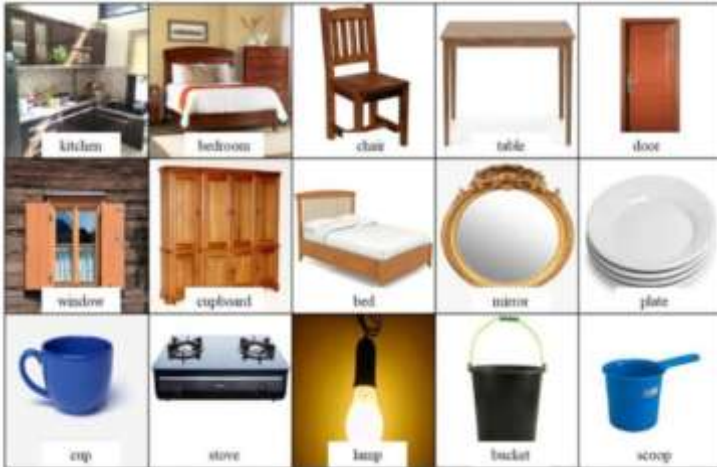 kitchen
bedroom
chair
table
door
window
cupboard
bed
mirror
plate
cup
stove
lamp
bucket
scoop